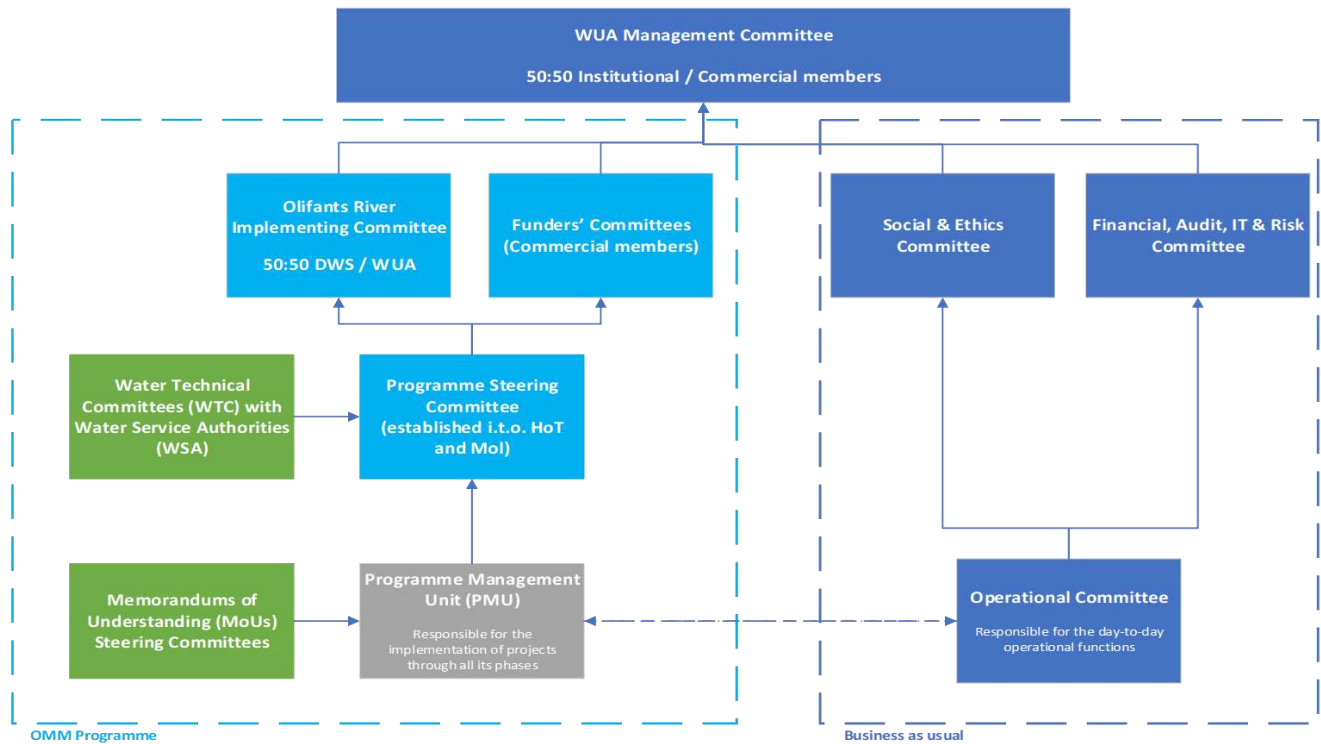 WUA Management Committee
50:50 Institutional / Commercial members
Olifants River
Implementing Committee
50:50 DWS / WUA
Funders’ Committees
(Commercial members)
Social & Ethics
Committee
Financial, Audit, IT & Risk
Committee
Water Technical
Committees (WTC) with
Water Service Authorities
(WSA)
Programme Steering
Committee
(established i.t.o. HoT
and MoI)
Memorandums of
Understanding (MoUs)
Steering Committees
Programme Management
Unit (PMU)
Responsible for the
implementation of projects
through all its phases
Operational Committee
Responsible for the day-to-day
operational functions
OMM Programme
Business as usual